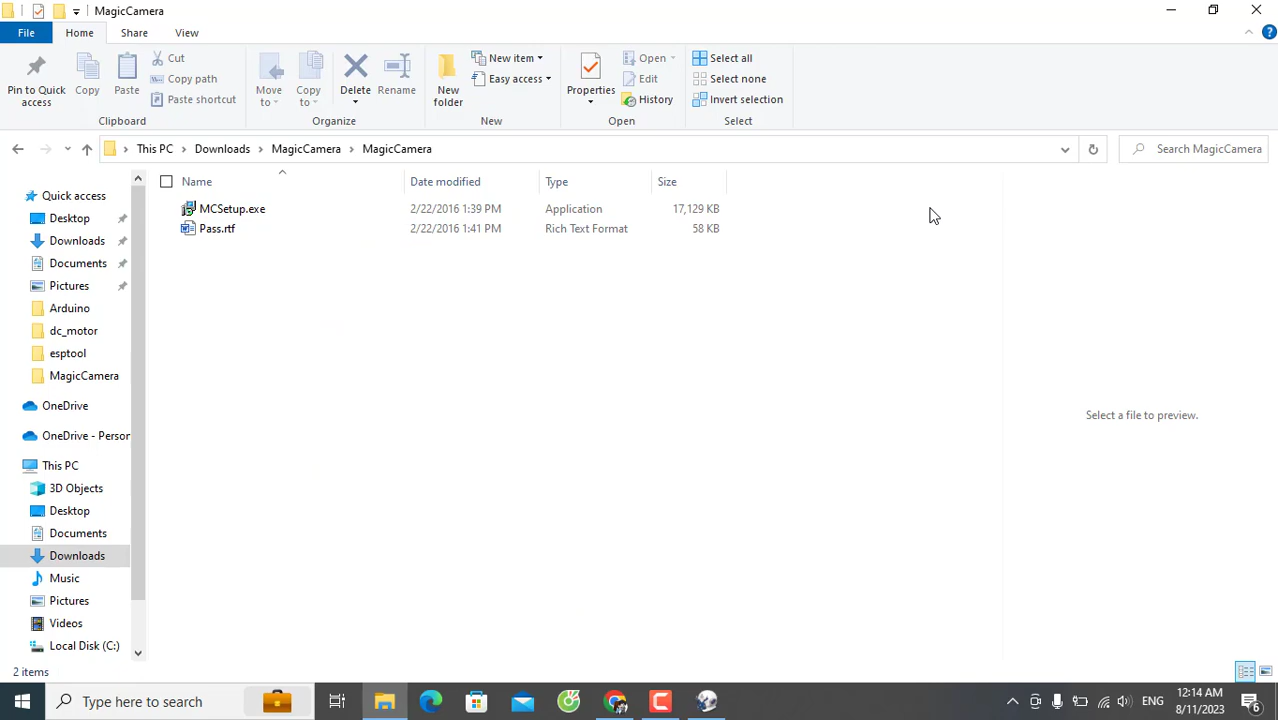 MagicCamera
File Home Share View
Pin to Quick access
Copy
Paste
Cut
Copy path
Paste shortcut
Clipboard
Move to
Copy to
Delete
Rename
Organize
New folder
New item
Easy access
New
Properties
Open
Edit
History
Open
Select all
Select none
Invert selection
Select
This PC > Downloads > MagicCamera > MagicCamera
Search MagicCamera
Name Date modified Type Size
MCSetup.exe 2/22/2016 1:39 PM Application 17,129 KB
Pass.rtf 2/22/2016 1:41 PM Rich Text Format 58 KB
Quick access
Desktop
Downloads
Documents
Pictures
Arduino
dc_motor
esptool
MagicCamera
OneDrive
OneDrive - Person
This PC
3D Objects
Desktop
Documents
Downloads
Music
Pictures
Videos
Local Disk (C:)
Select a file to preview.
2 items
Type here to search
ENG
12:14 AM
8/11/2023
6